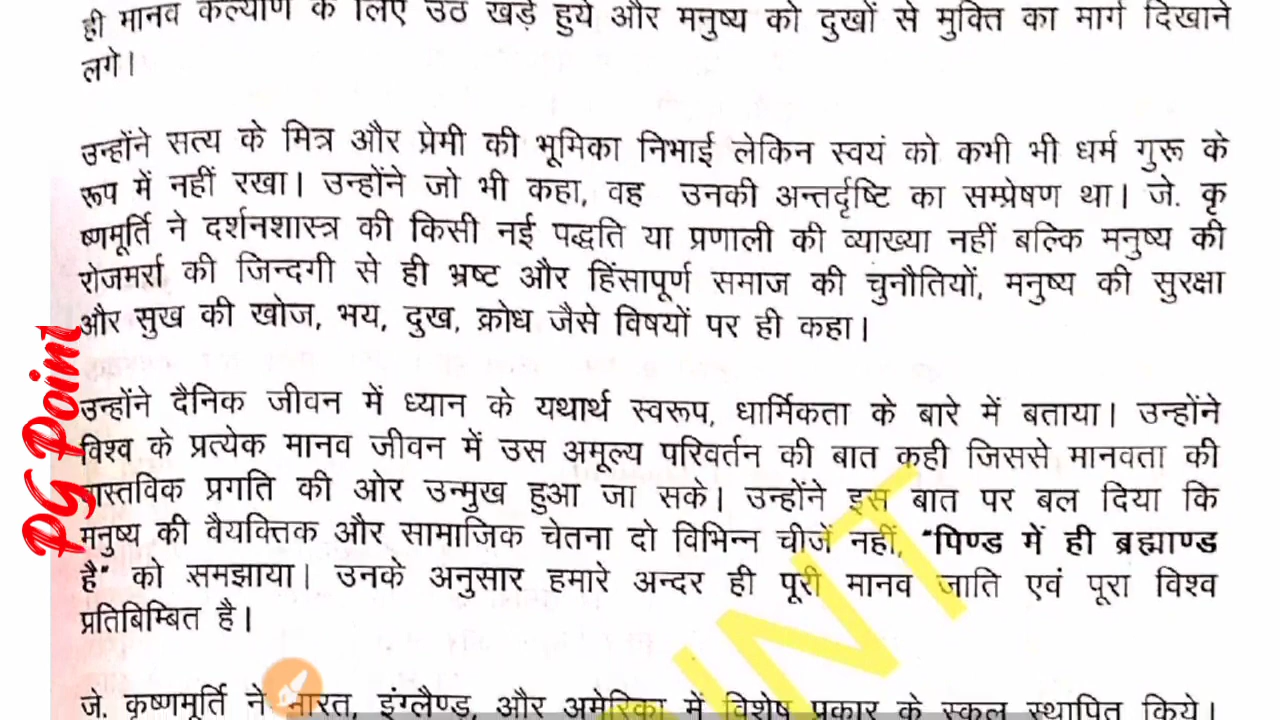 ही मानव कल्याण के लिए उठ खड़े हुये और मनुष्य को दुखों से मुक्ति का मार्ग दिखाने
लगे।
उन्होंने सत्य के मित्र और प्रेमी की भूमिका निभाई लेकिन स्वयं को कभी भी धर्म गुरू के
रूप में नहीं रखा। उन्होंने जो भी कहा, वह उनकी अन्तर्दृष्टि का सम्प्रेषण था। जे. कृ
ष्णमूर्ति ने दर्शनशास्त्र की किसी नई पद्धति या प्रणाली की व्याख्या नहीं बल्कि मनुष्य की
रोजमर्रा की जिन्दगी से ही भ्रष्ट और हिंसापूर्ण समाज की चुनौतियों, मनुष्य की सुरक्षा
और सुख की खोज, भय, दुख, क्रोध जैसे विषयों पर ही कहा।
उन्होंने दैनिक जीवन में ध्यान के यथार्थ स्वरूप, धार्मिकता के बारे में बताया। उन्होंने
विश्व के प्रत्येक मानव जीवन में उस अमूल्य परिवर्तन की बात कही जिससे मानवता की
वास्तविक प्रगति की ओर उन्मुख हुआ जा सके। उन्होंने इस बात पर बल दिया कि
मनुष्य की वैयक्तिक और सामाजिक चेतना दो विभिन्न चीजें नहीं, "पिण्ड में ही ब्रह्माण्ड
है" को समझाया। उनके अनुसार हमारे अन्दर ही पूरी मानव जाति एवं पूरा विश्व
प्रतिबिम्बित है।
जे. कृष्णमूर्ति ने भारत, इंग्लैण्ड, और अमेरिका में विशेष प्रकार के स्कूल स्थापित किये।
PG Point
INT